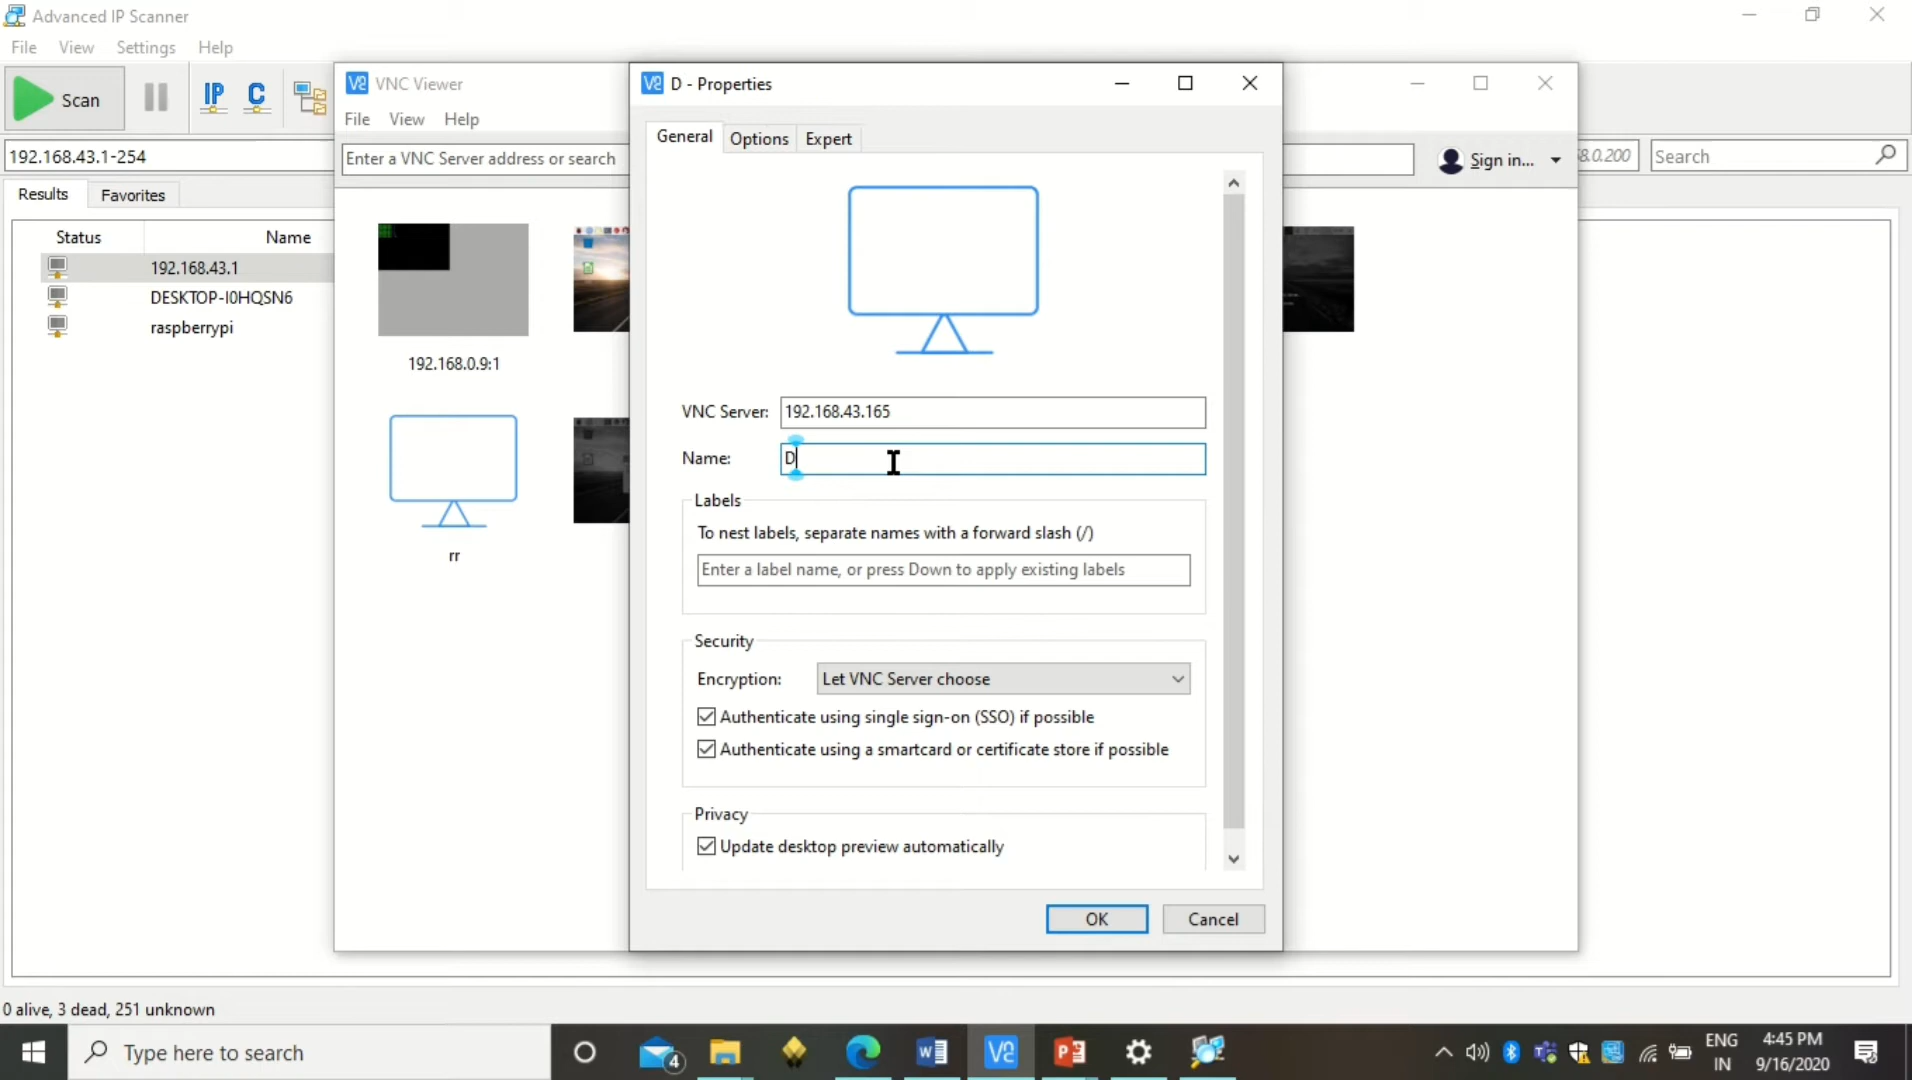 Advanced IP Scanner
File View Settings Help
Scan
IP
C
192.168.43.1-254
8.0.200
Search
Results Favorites
Status Name
192.168.43.1
DESKTOP-I0HQSN6
raspberrypi
0 alive, 3 dead, 251 unknown
VNC Viewer
File View Help
Enter a VNC Server address or search
Sign in...
192.168.0.9:1
rr
D - Properties
General Options Expert
VNC Server: 192.168.43.165
Name: D
Labels
To nest labels, separate names with a forward slash (/)
Enter a label name, or press Down to apply existing labels
Security
Encryption: Let VNC Server choose
Authenticate using single sign-on (SSO) if possible
Authenticate using a smartcard or certificate store if possible
Privacy
Update desktop preview automatically
OK Cancel
Type here to search
4
ENG
IN
4:45 PM
9/16/2020